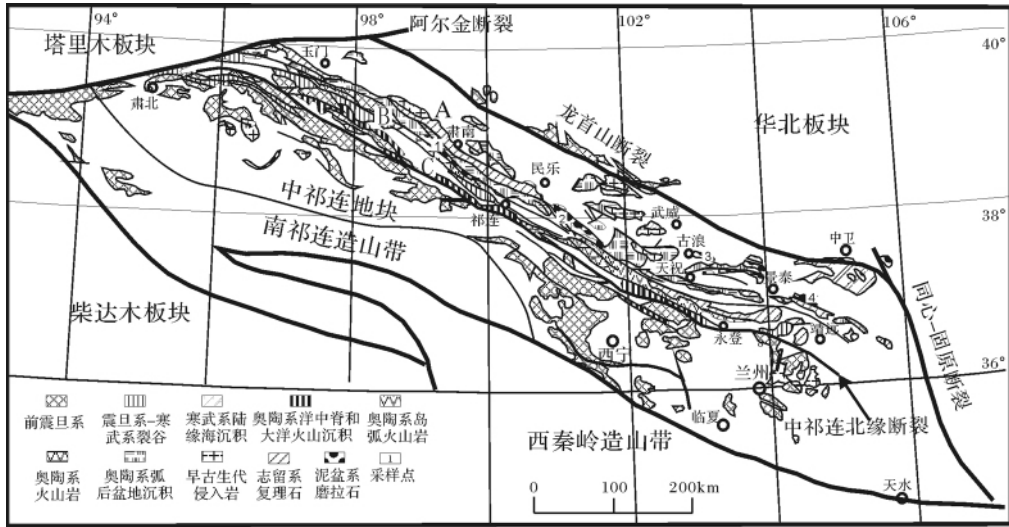 94°
98°
102°
106°
阿尔金断裂
塔里木板块
40°
玉门
肃北
A
B
肃南
1
C
龙首山断裂
华北板块
民乐
中祁连地块
祁连
2
武威
38°
南祁连造山带
古浪
3
中卫
天祝
景泰
4
柴达木板块
永登
靖远
同心-固原断裂
西宁
36°
兰州
临夏
中祁连北缘断裂
西秦岭造山带
天水
前震旦系
震旦系-寒
武系裂谷
寒武系陆
缘海沉积
奥陶系洋中脊和
大洋火山沉积
奥陶系岛
弧火山岩
奥陶系
火山岩
奥陶系弧
后盆地沉积
早古生代
侵入岩
志留系
复理石
泥盆系
磨拉石
1
采样点
0
100
200km